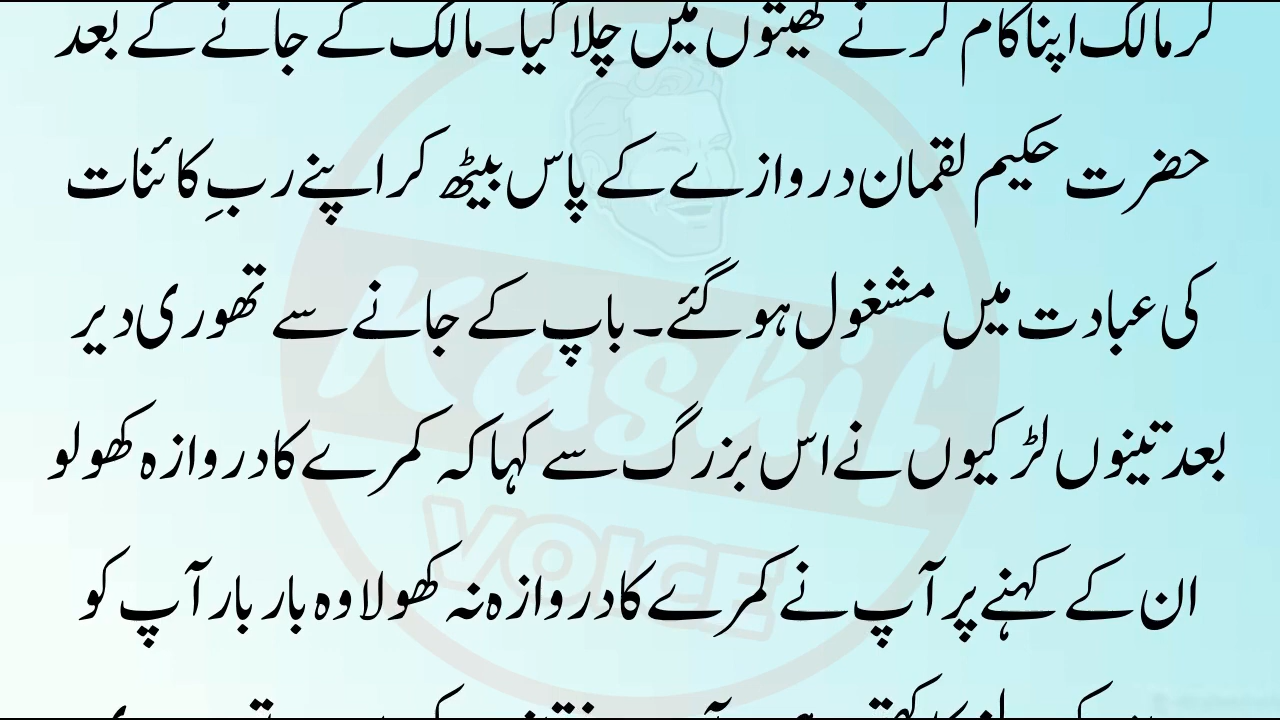 کر مالک اپنا کام کرنے کھیتوں میں چلا گیا۔ مالک کے جانے کے بعد
حضرت حکیم لقمان دروازے کے پاس بیٹھ کر اپنے ربِ کائنات
کی عبادت میں مشغول ہو گئے۔ باپ کے جانے سے تھوری دیر
بعد تینوں لڑکیوں نے اس بزرگ سے کہا کہ کمرے کا دروازہ کھولو
ان کے کہنے پر آپ نے کمرے کا دروازہ نہ کھولا وہ بار بار آپ کو
Kashif
VOICE